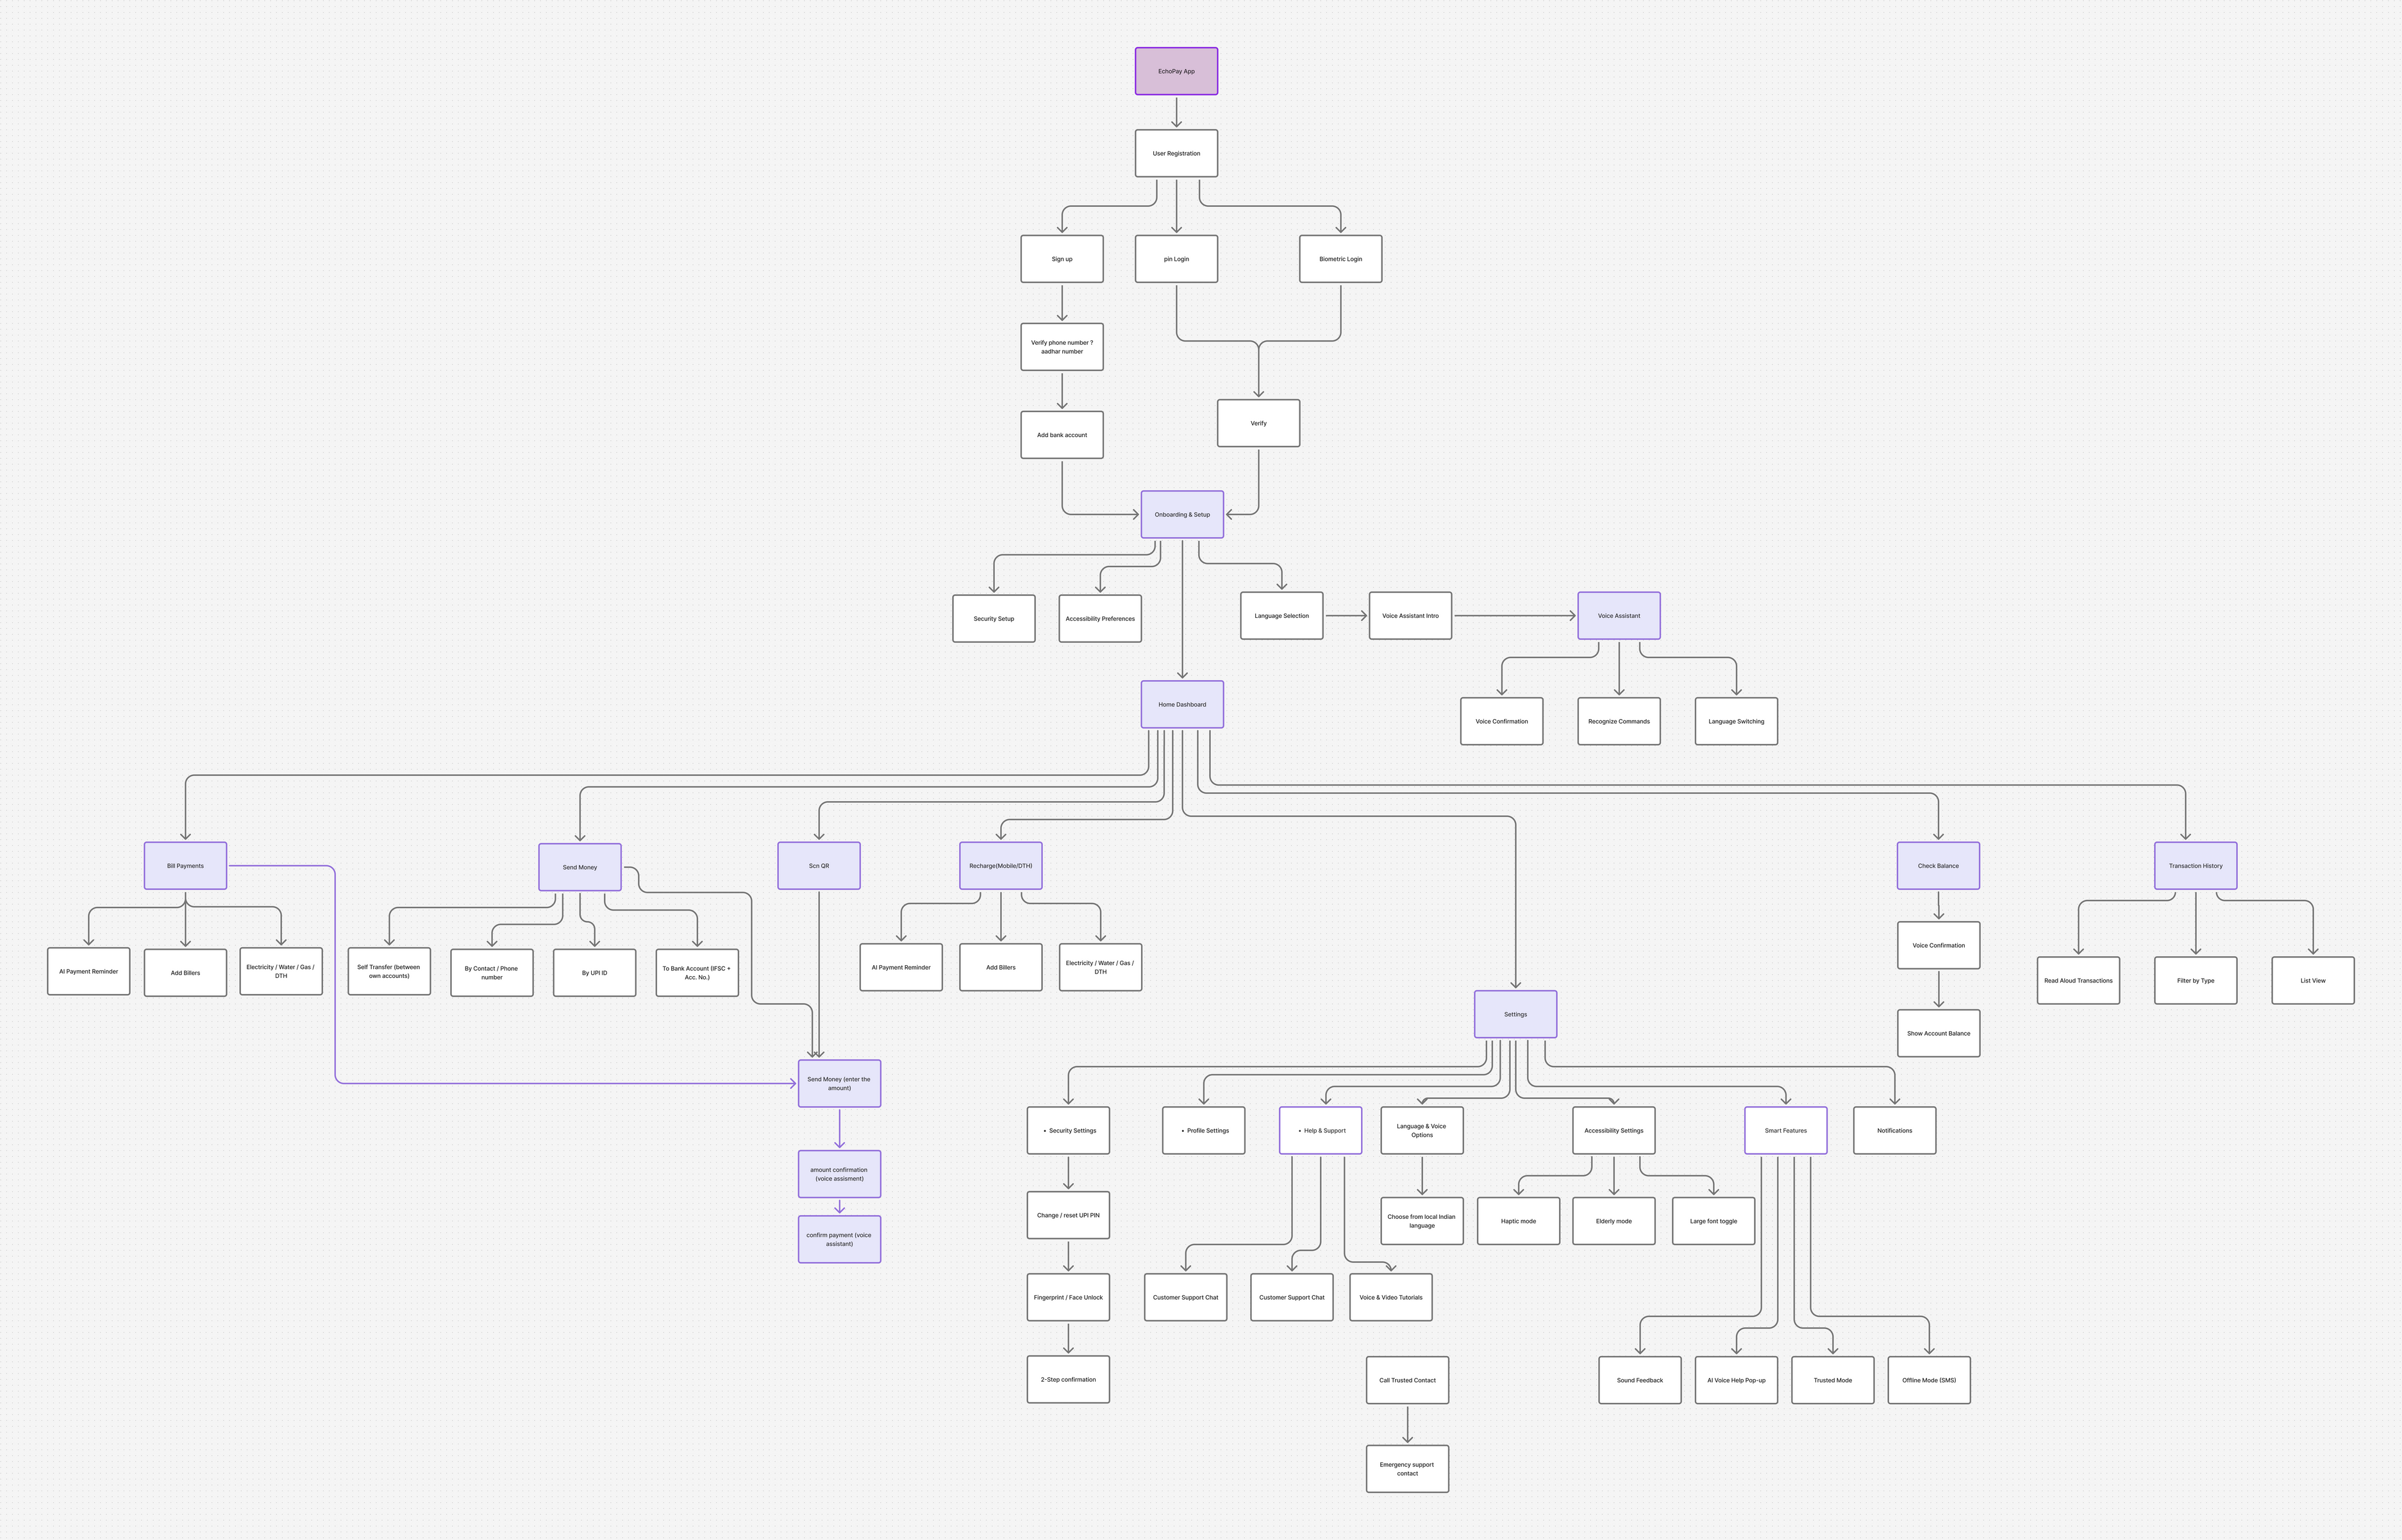 EchoPay App
User Registration
Sign up
pin Login
Biometric Login
Verify phone number ?
aadhar number
Add bank account
Verify
Onboarding & Setup
Security Setup
Accessibility Preferences
Language Selection
Voice Assistant Intro
Voice Assistant
Voice Confirmation
Recognize Commands
Language Switching
Home Dashboard
Bill Payments
Send Money
Scn QR
Recharge(Mobile/DTH)
Check Balance
Transaction History
AI Payment Reminder
Add Billers
Electricity / Water / Gas /
DTH
Self Transfer (between
own accounts)
By Contact / Phone
number
By UPI ID
To Bank Account (IFSC +
Acc. No.)
AI Payment Reminder
Add Billers
Electricity / Water / Gas /
DTH
Voice Confirmation
Show Account Balance
Read Aloud Transactions
Filter by Type
List View
Settings
Send Money (enter the
amount)
amount confirmation
(voice assisment)
confirm payment (voice
assistant)
• Security Settings
• Profile Settings
• Help & Support
Language & Voice
Options
Accessibility Settings
Smart Features
Notifications
Change / reset UPI PIN
Choose from local Indian
language
Haptic mode
Elderly mode
Large font toggle
Fingerprint / Face Unlock
Customer Support Chat
Customer Support Chat
Voice & Video Tutorials
2-Step confirmation
Call Trusted Contact
Sound Feedback
AI Voice Help Pop-up
Trusted Mode
Offline Mode (SMS)
Emergency support
contact